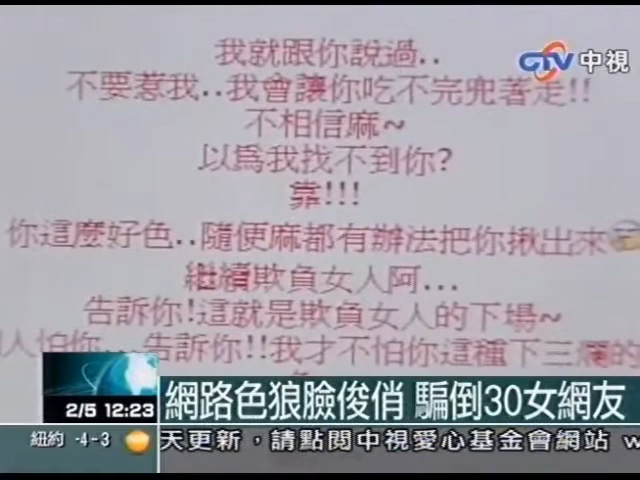 我就跟你說過..
CTV 中視
不要惹我..我會讓你吃不完兜著走!!
不相信麻~
以為我找不到你?
靠!!!
你這麼好色..隨便麻都有辦法把你揪出來
繼續欺負女人阿...
告訴你!這就是欺負女人的下場~
人怕你...告訴你!!我才不怕你這種下三濫的
網路色狼臉俊俏 騙倒30女網友
2/5 12:23
紐約 -4-3
天更新，請點閱中視愛心基金會網站 w